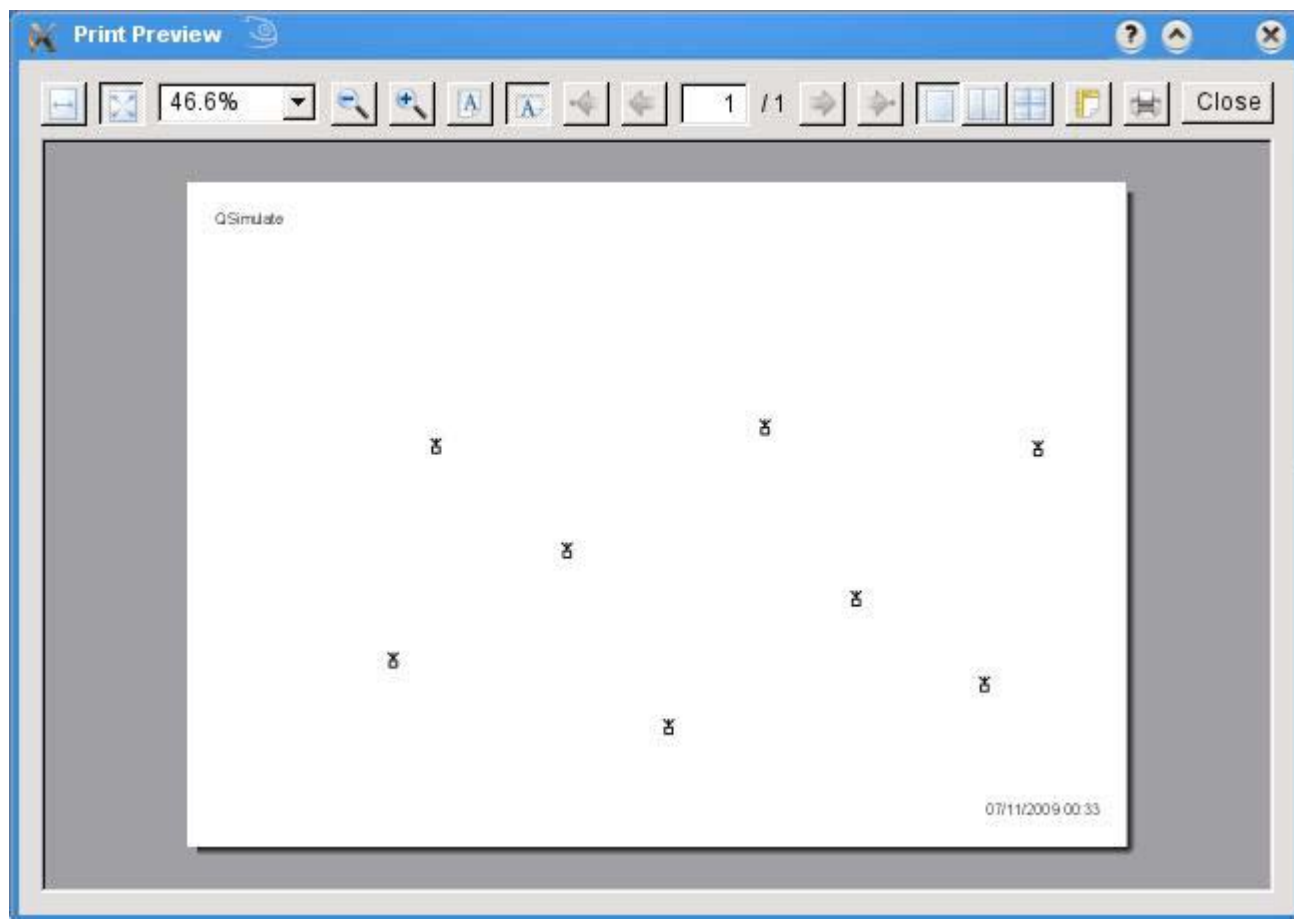 Print Preview
46.6%
1 / 1
Close
QSimulate
07/11/2009 00:33